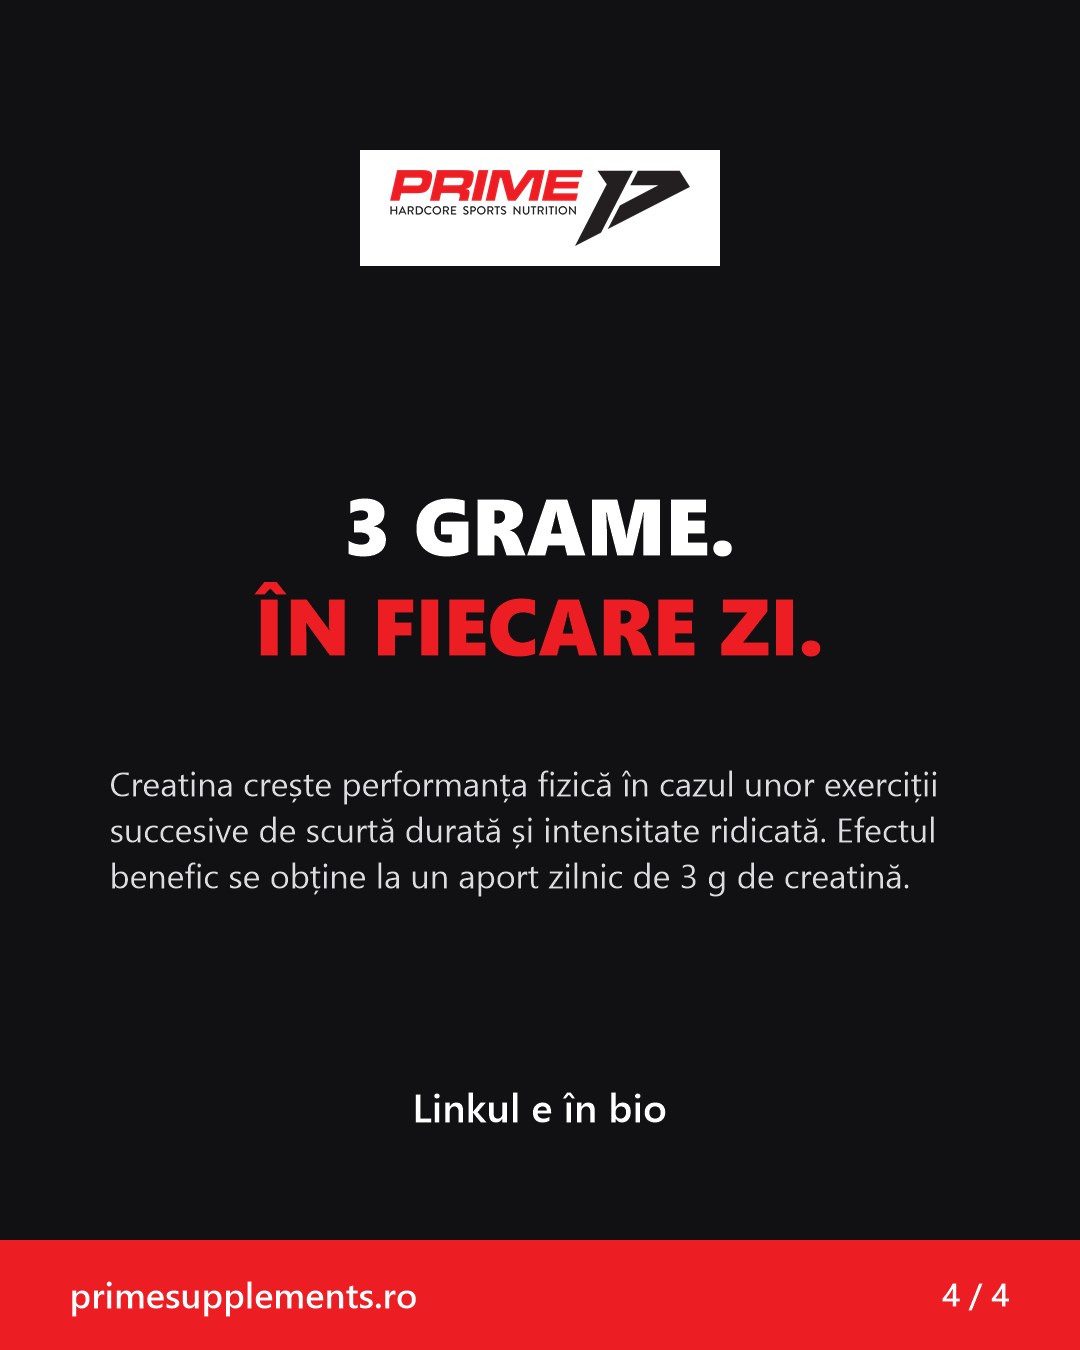 PRIME
HARDCORE SPORTS NUTRITION
3 GRAME.
ÎN FIECARE ZI.
Creatina crește performanța fizică în cazul unor exerciții
succesive de scurtă durată și intensitate ridicată. Efectul
benefic se obține la un aport zilnic de 3 g de creatină.
Linkul e în bio
primesupplements.ro
4 / 4